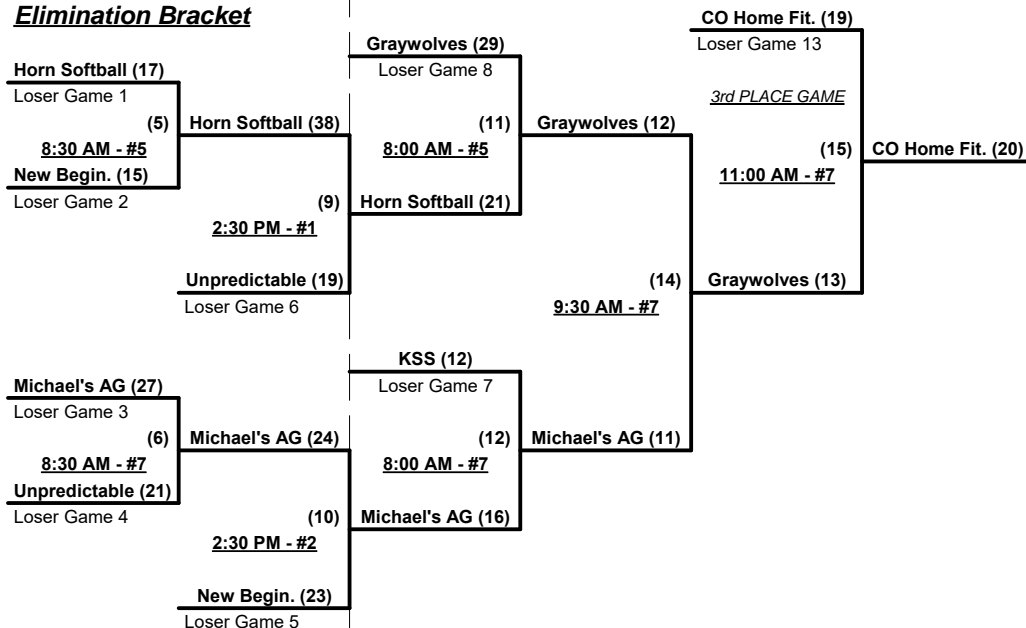 Elimination Bracket
Horn Softball (17)
Loser Game 1
(5)
8:30 AM - #5
New Begin. (15)
Loser Game 2
Horn Softball (38)
(9)
2:30 PM - #1
Unpredictable (19)
Loser Game 6
Graywolves (29)
Loser Game 8
(11)
8:00 AM - #5
Horn Softball (21)
Graywolves (12)
Michael's AG (27)
Loser Game 3
(6)
8:30 AM - #7
Unpredictable (21)
Loser Game 4
Michael's AG (24)
(10)
2:30 PM - #2
New Begin. (23)
Loser Game 5
KSS (12)
Loser Game 7
(12)
8:00 AM - #7
Michael's AG (16)
Michael's AG (11)
(14)
9:30 AM - #7
CO Home Fit. (19)
Loser Game 13
3rd PLACE GAME
(15)
11:00 AM - #7
Graywolves (13)
CO Home Fit. (20)